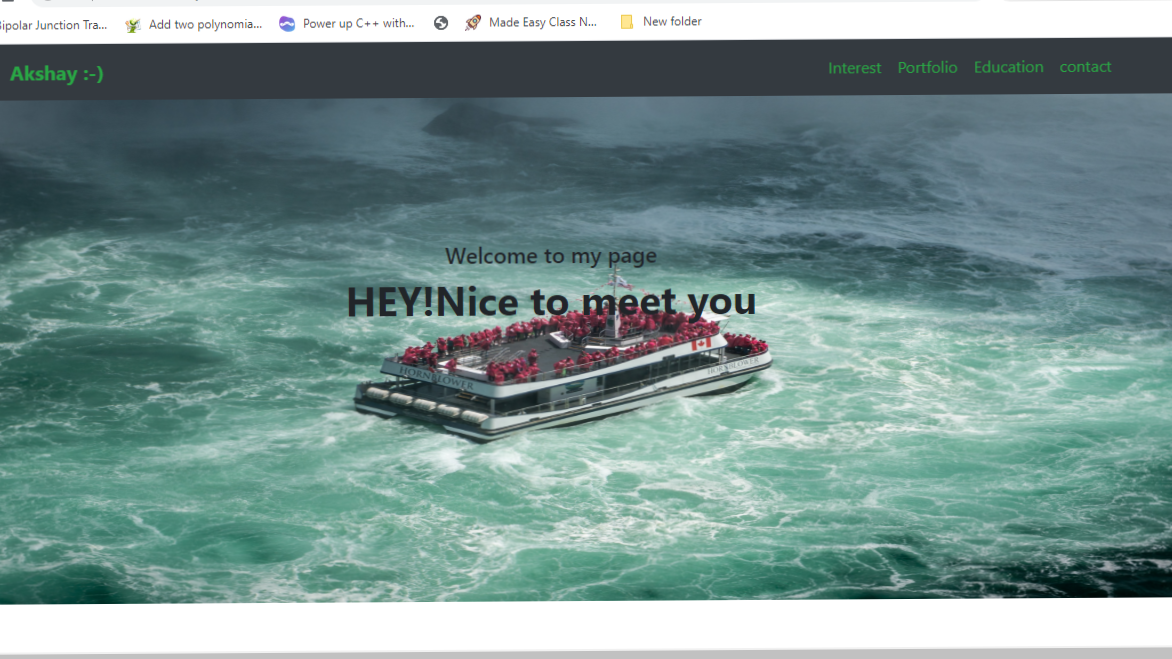 Bipolar Junction Tra... Add two polynomia... Power up C++ with... Made Easy Class N... New folder
Akshay :-) Interest Portfolio Education contact
Welcome to my page
HEY!Nice to meet you
HORNBLOWER HORNBLOWER